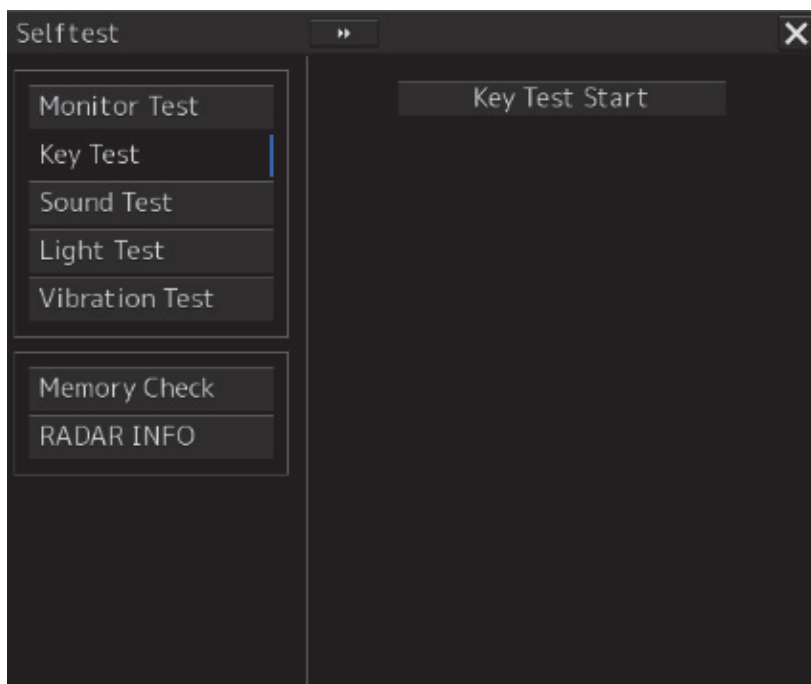 Selftest
Monitor Test
Key Test
Sound Test
Light Test
Vibration Test
Memory Check
RADAR INFO
Key Test Start